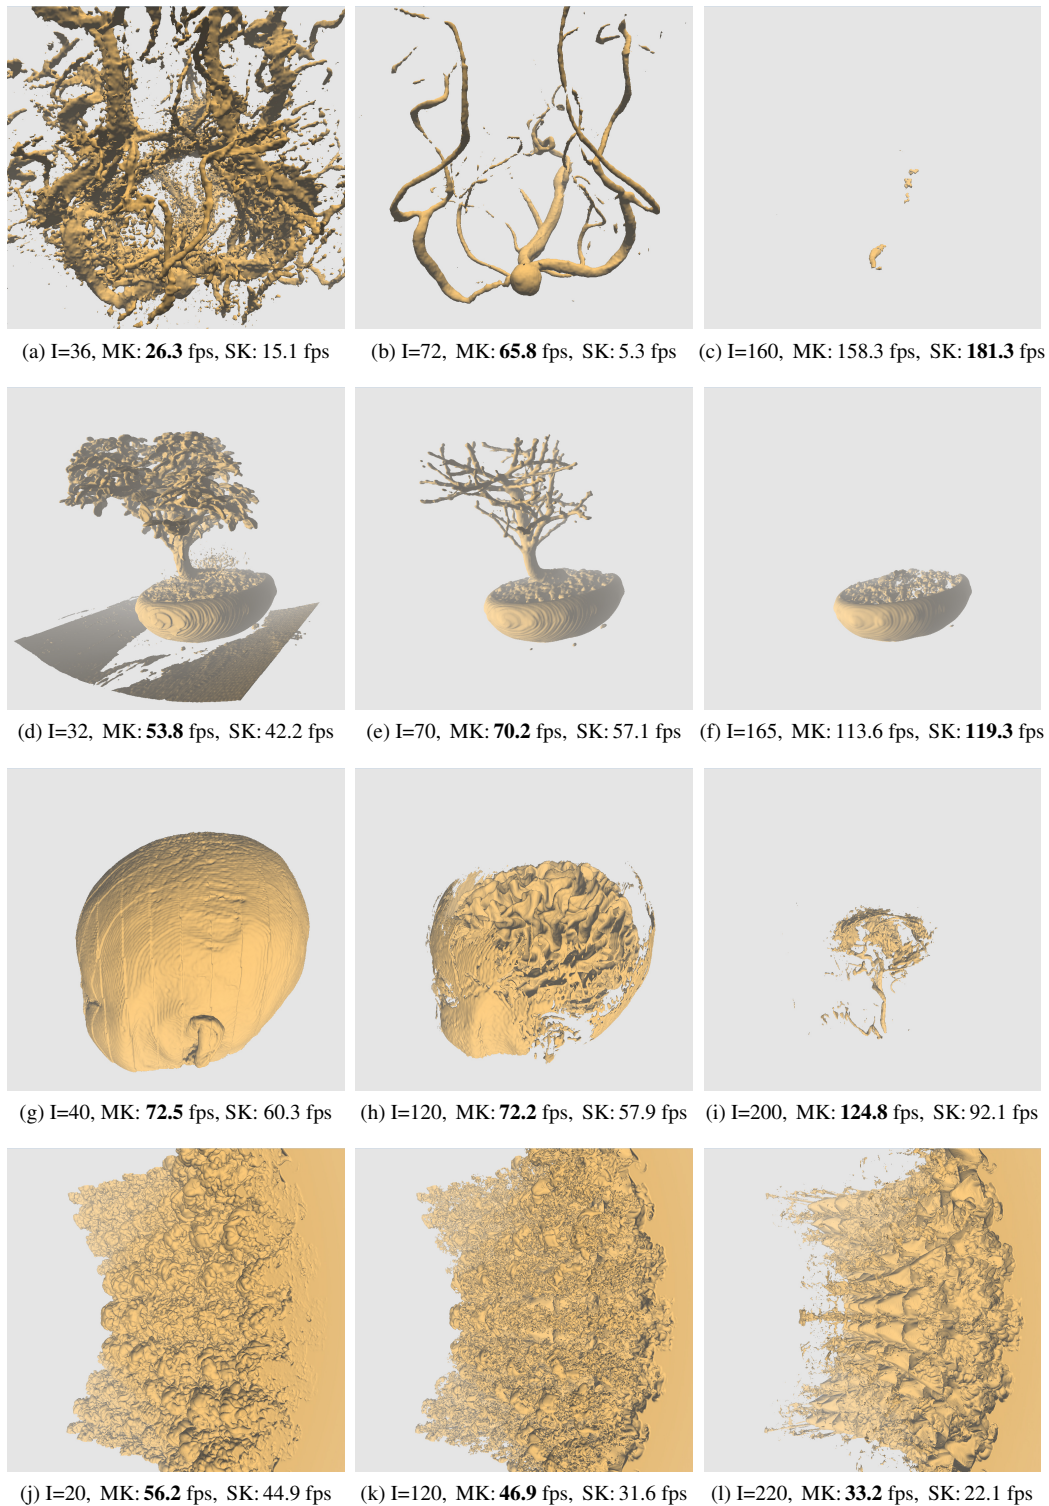 (a) I=36, MK: 26.3 fps, SK: 15.1 fps
(b) I=72, MK: 65.8 fps, SK: 5.3 fps
(c) I=160, MK: 158.3 fps, SK: 181.3 fps
(d) I=32, MK: 53.8 fps, SK: 42.2 fps
(e) I=70, MK: 70.2 fps, SK: 57.1 fps
(f) I=165, MK: 113.6 fps, SK: 119.3 fps
(g) I=40, MK: 72.5 fps, SK: 60.3 fps
(h) I=120, MK: 72.2 fps, SK: 57.9 fps
(i) I=200, MK: 124.8 fps, SK: 92.1 fps
(j) I=20, MK: 56.2 fps, SK: 44.9 fps
(k) I=120, MK: 46.9 fps, SK: 31.6 fps
(l) I=220, MK: 33.2 fps, SK: 22.1 fps